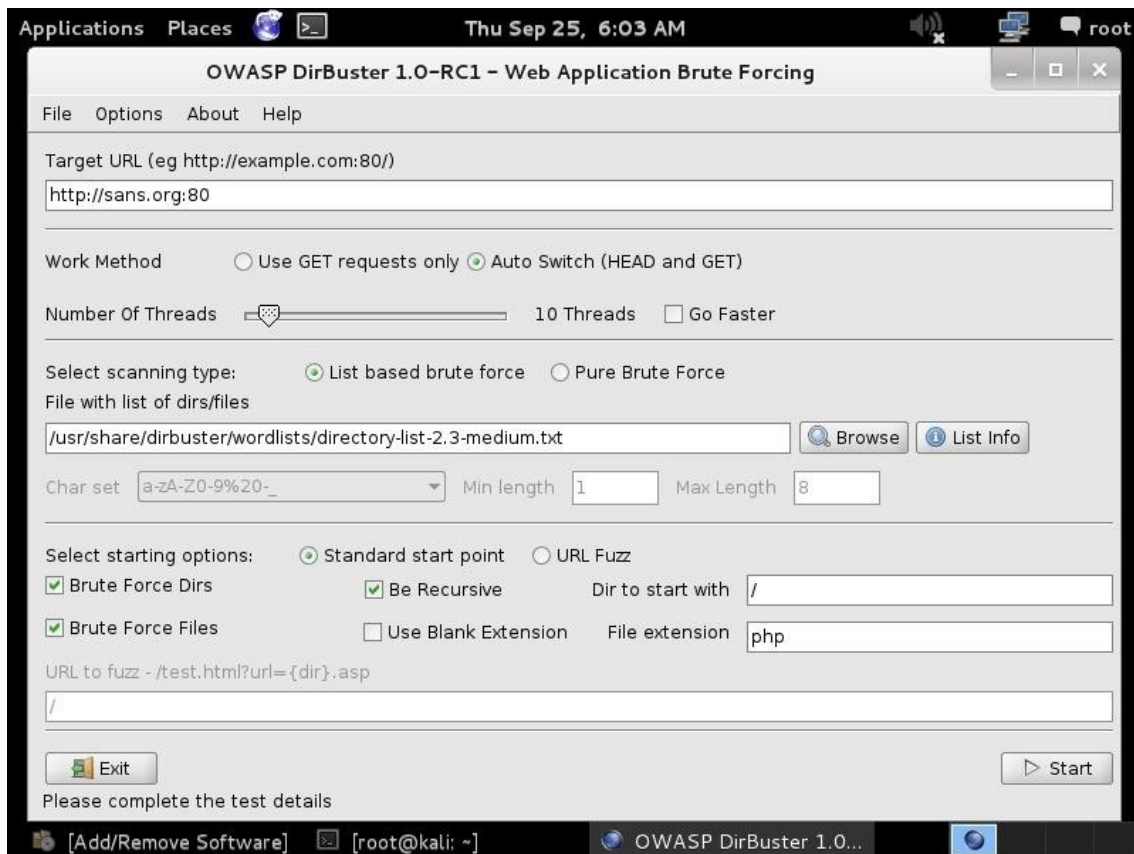 Applications Places Thu Sep 25, 6:03 AM root
OWASP DirBuster 1.0-RC1 - Web Application Brute Forcing
File Options About Help
Target URL (eg http://example.com:80/)
http://sans.org:80
Work Method Use GET requests only Auto Switch (HEAD and GET)
Number Of Threads 10 Threads Go Faster
Select scanning type: List based brute force Pure Brute Force
File with list of dirs/files
/usr/share/dirbuster/wordlists/directory-list-2.3-medium.txt Browse List Info
Char set a-zA-Z0-9%20-_ Min length 1 Max Length 8
Select starting options: Standard start point URL Fuzz
Brute Force Dirs Be Recursive Dir to start with /
Brute Force Files Use Blank Extension File extension php
URL to fuzz - /test.html?url={dir}.asp
/
Exit Start
Please complete the test details
[Add/Remove Software] [root@kali: ~] OWASP DirBuster 1.0...